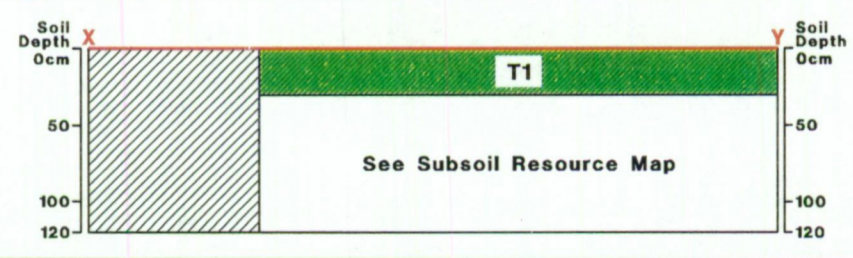 Soil
Depth
X
0cm
50
100
120
T1
See Subsoil Resource Map
Y
Soil
Depth
0cm
50
100
120